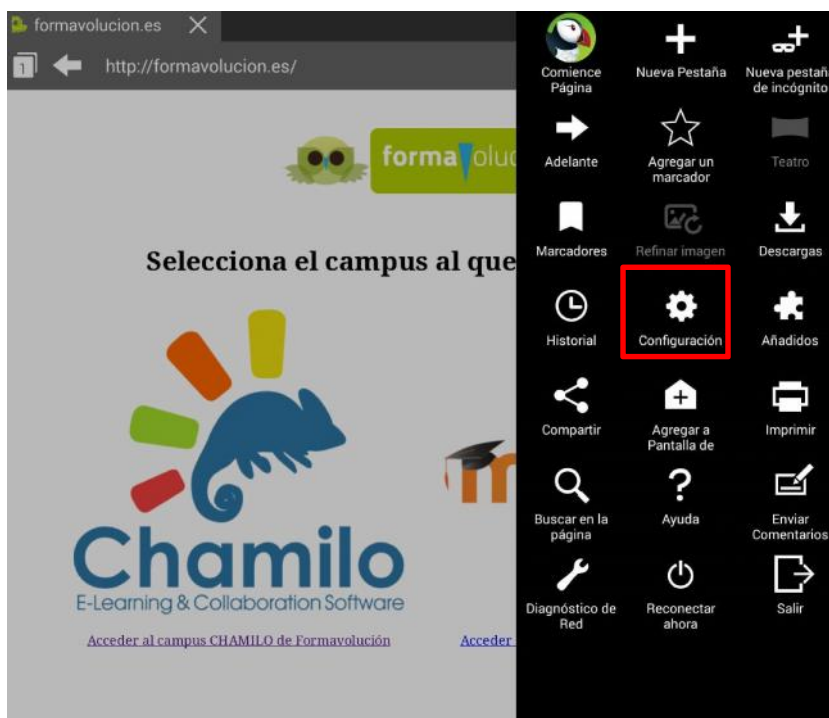 formavolucion.es
1
http://formavolucion.es/
forma oluc
Selecciona el campus al que
Chamilo
E-Learning & Collaboration Software
m
Acceder al campus CHAMILO de Formavolución
Acceder
Comience
Página
Nueva Pestaña
Nueva pestañ
de incógnito
Adelante
Agregar un
marcador
Teatro
Marcadores
Refinar imagen
Descargas
Historial
Configuración
Añadidos
Compartir
Agregar a
Pantalla de
Imprimir
Buscar en la
página
Ayuda
Enviar
Comentarios
Diagnóstico de
Red
Reconectar
ahora
Salir